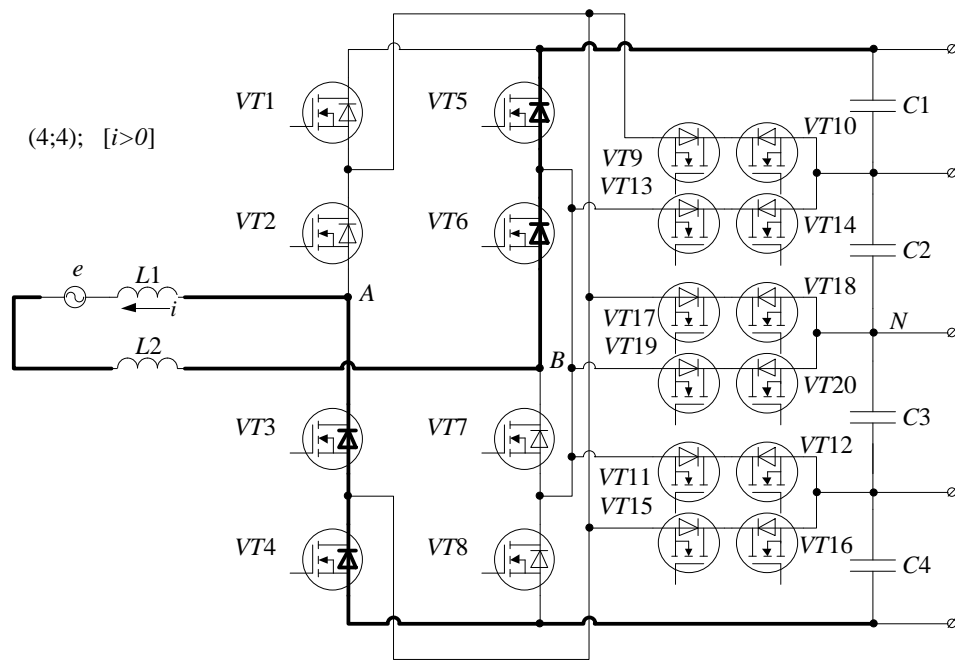 VT1
VT5
C1
(4;4); [i>0]
VT10
VT9
VT13
VT2
VT6
VT14
C2
e
L1
A
i
VT18
VT17
N
VT19
L2
B
VT20
VT3
VT7
C3
VT12
VT11
VT15
VT4
VT8
VT16
C4